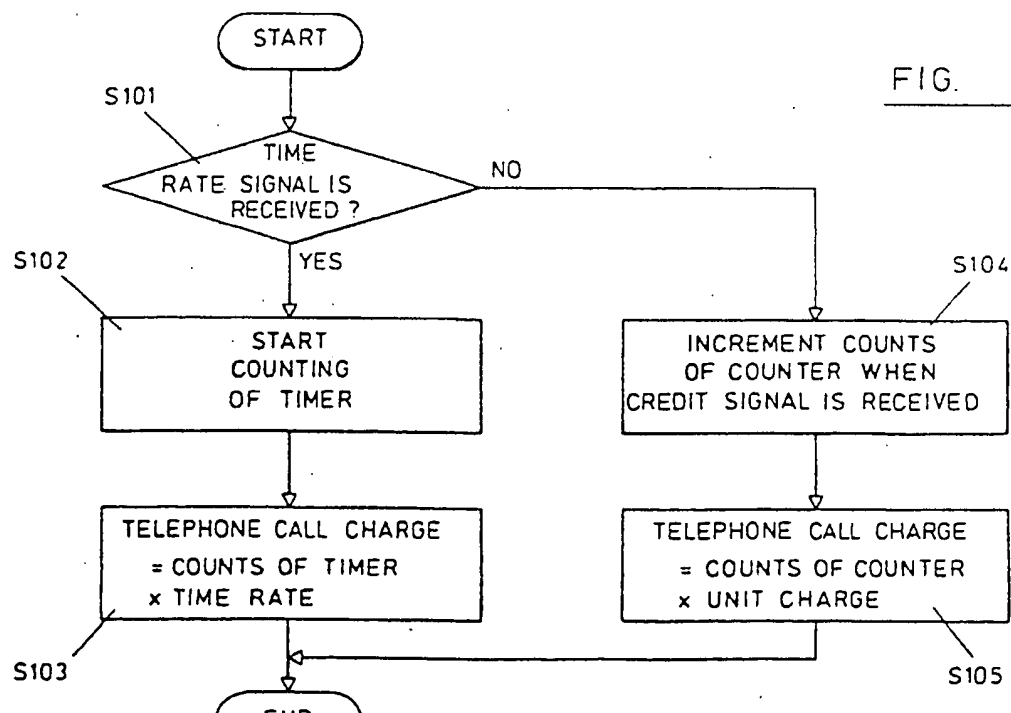 START
FIG.
S101
TIME
RATE SIGNAL IS
RECEIVED ?
NO
YES
S102
START
COUNTING
OF TIMER
S104
INCREMENT COUNTS
OF COUNTER WHEN
CREDIT SIGNAL IS RECEIVED
TELEPHONE CALL CHARGE
= COUNTS OF TIMER
x TIME RATE
S103
TELEPHONE CALL CHARGE
= COUNTS OF COUNTER
x UNIT CHARGE
S105